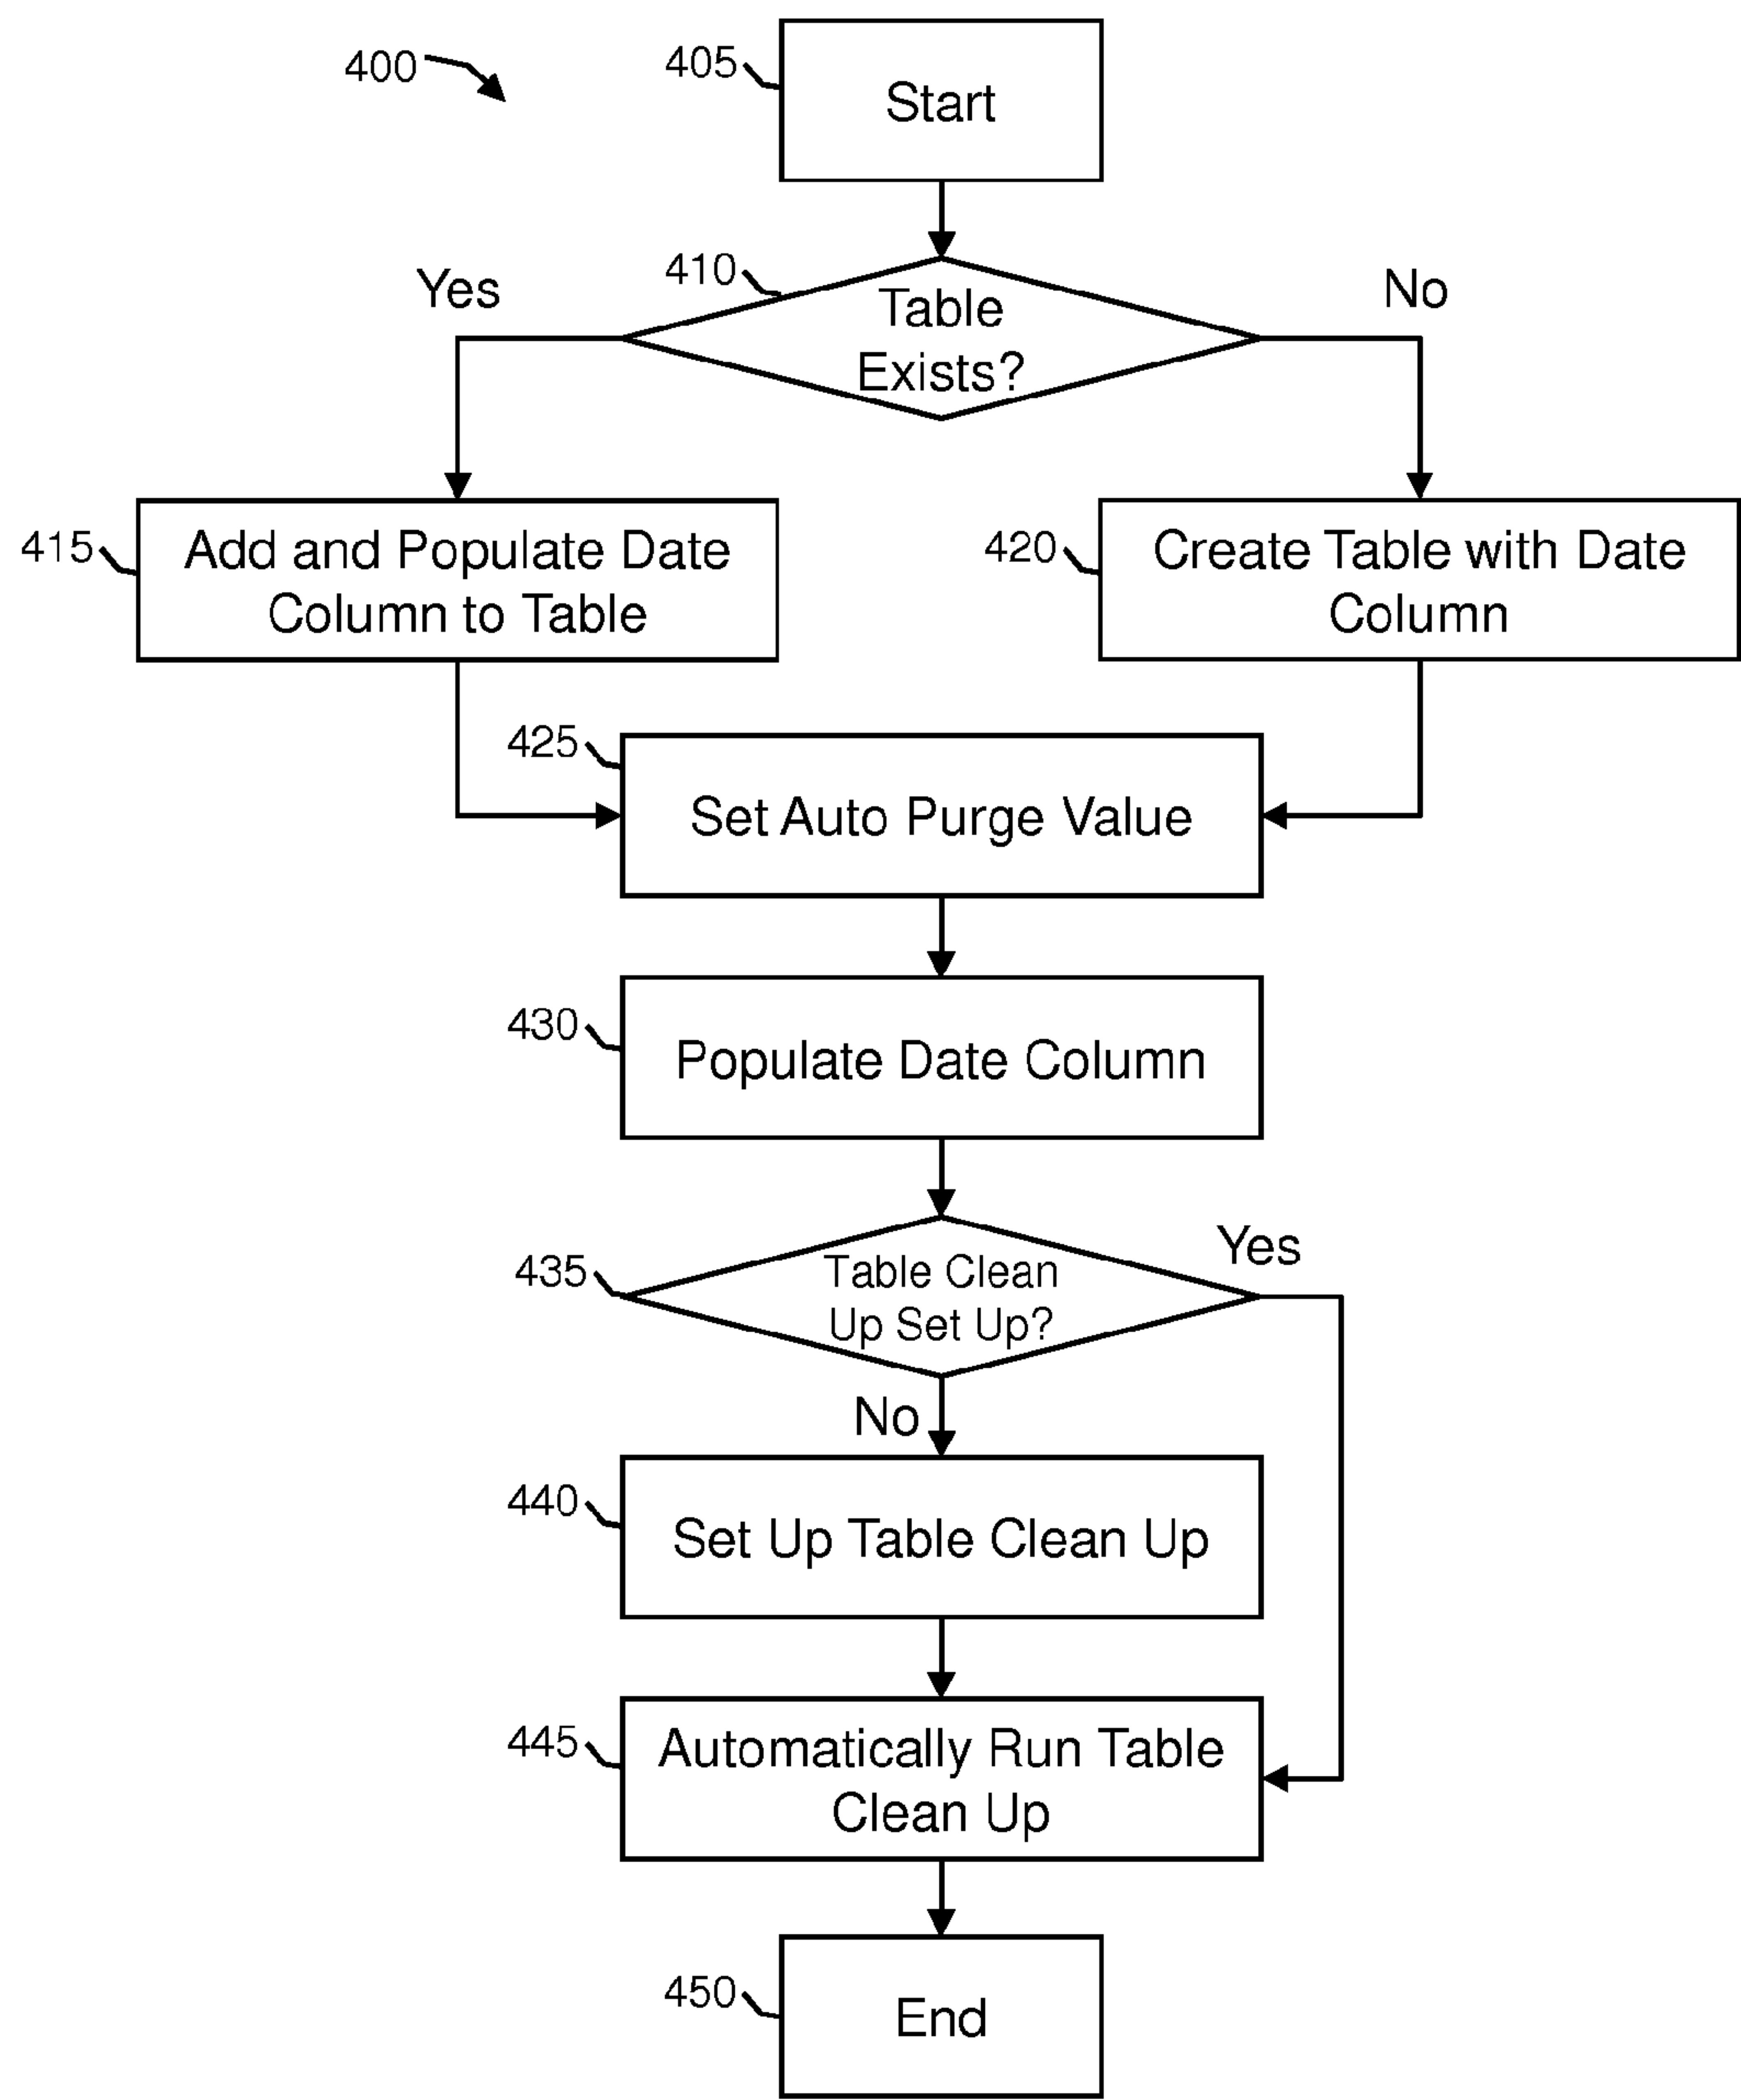 400
405
Start
410
Yes
No
Table
Exists?
415
Add and Populate Date
Column to Table
420
Create Table with Date
Column
425
Set Auto Purge Value
430
Populate Date Column
435
Table Clean
Up Set Up?
Yes
No
440
Set Up Table Clean Up
445
Automatically Run Table
Clean Up
450
End